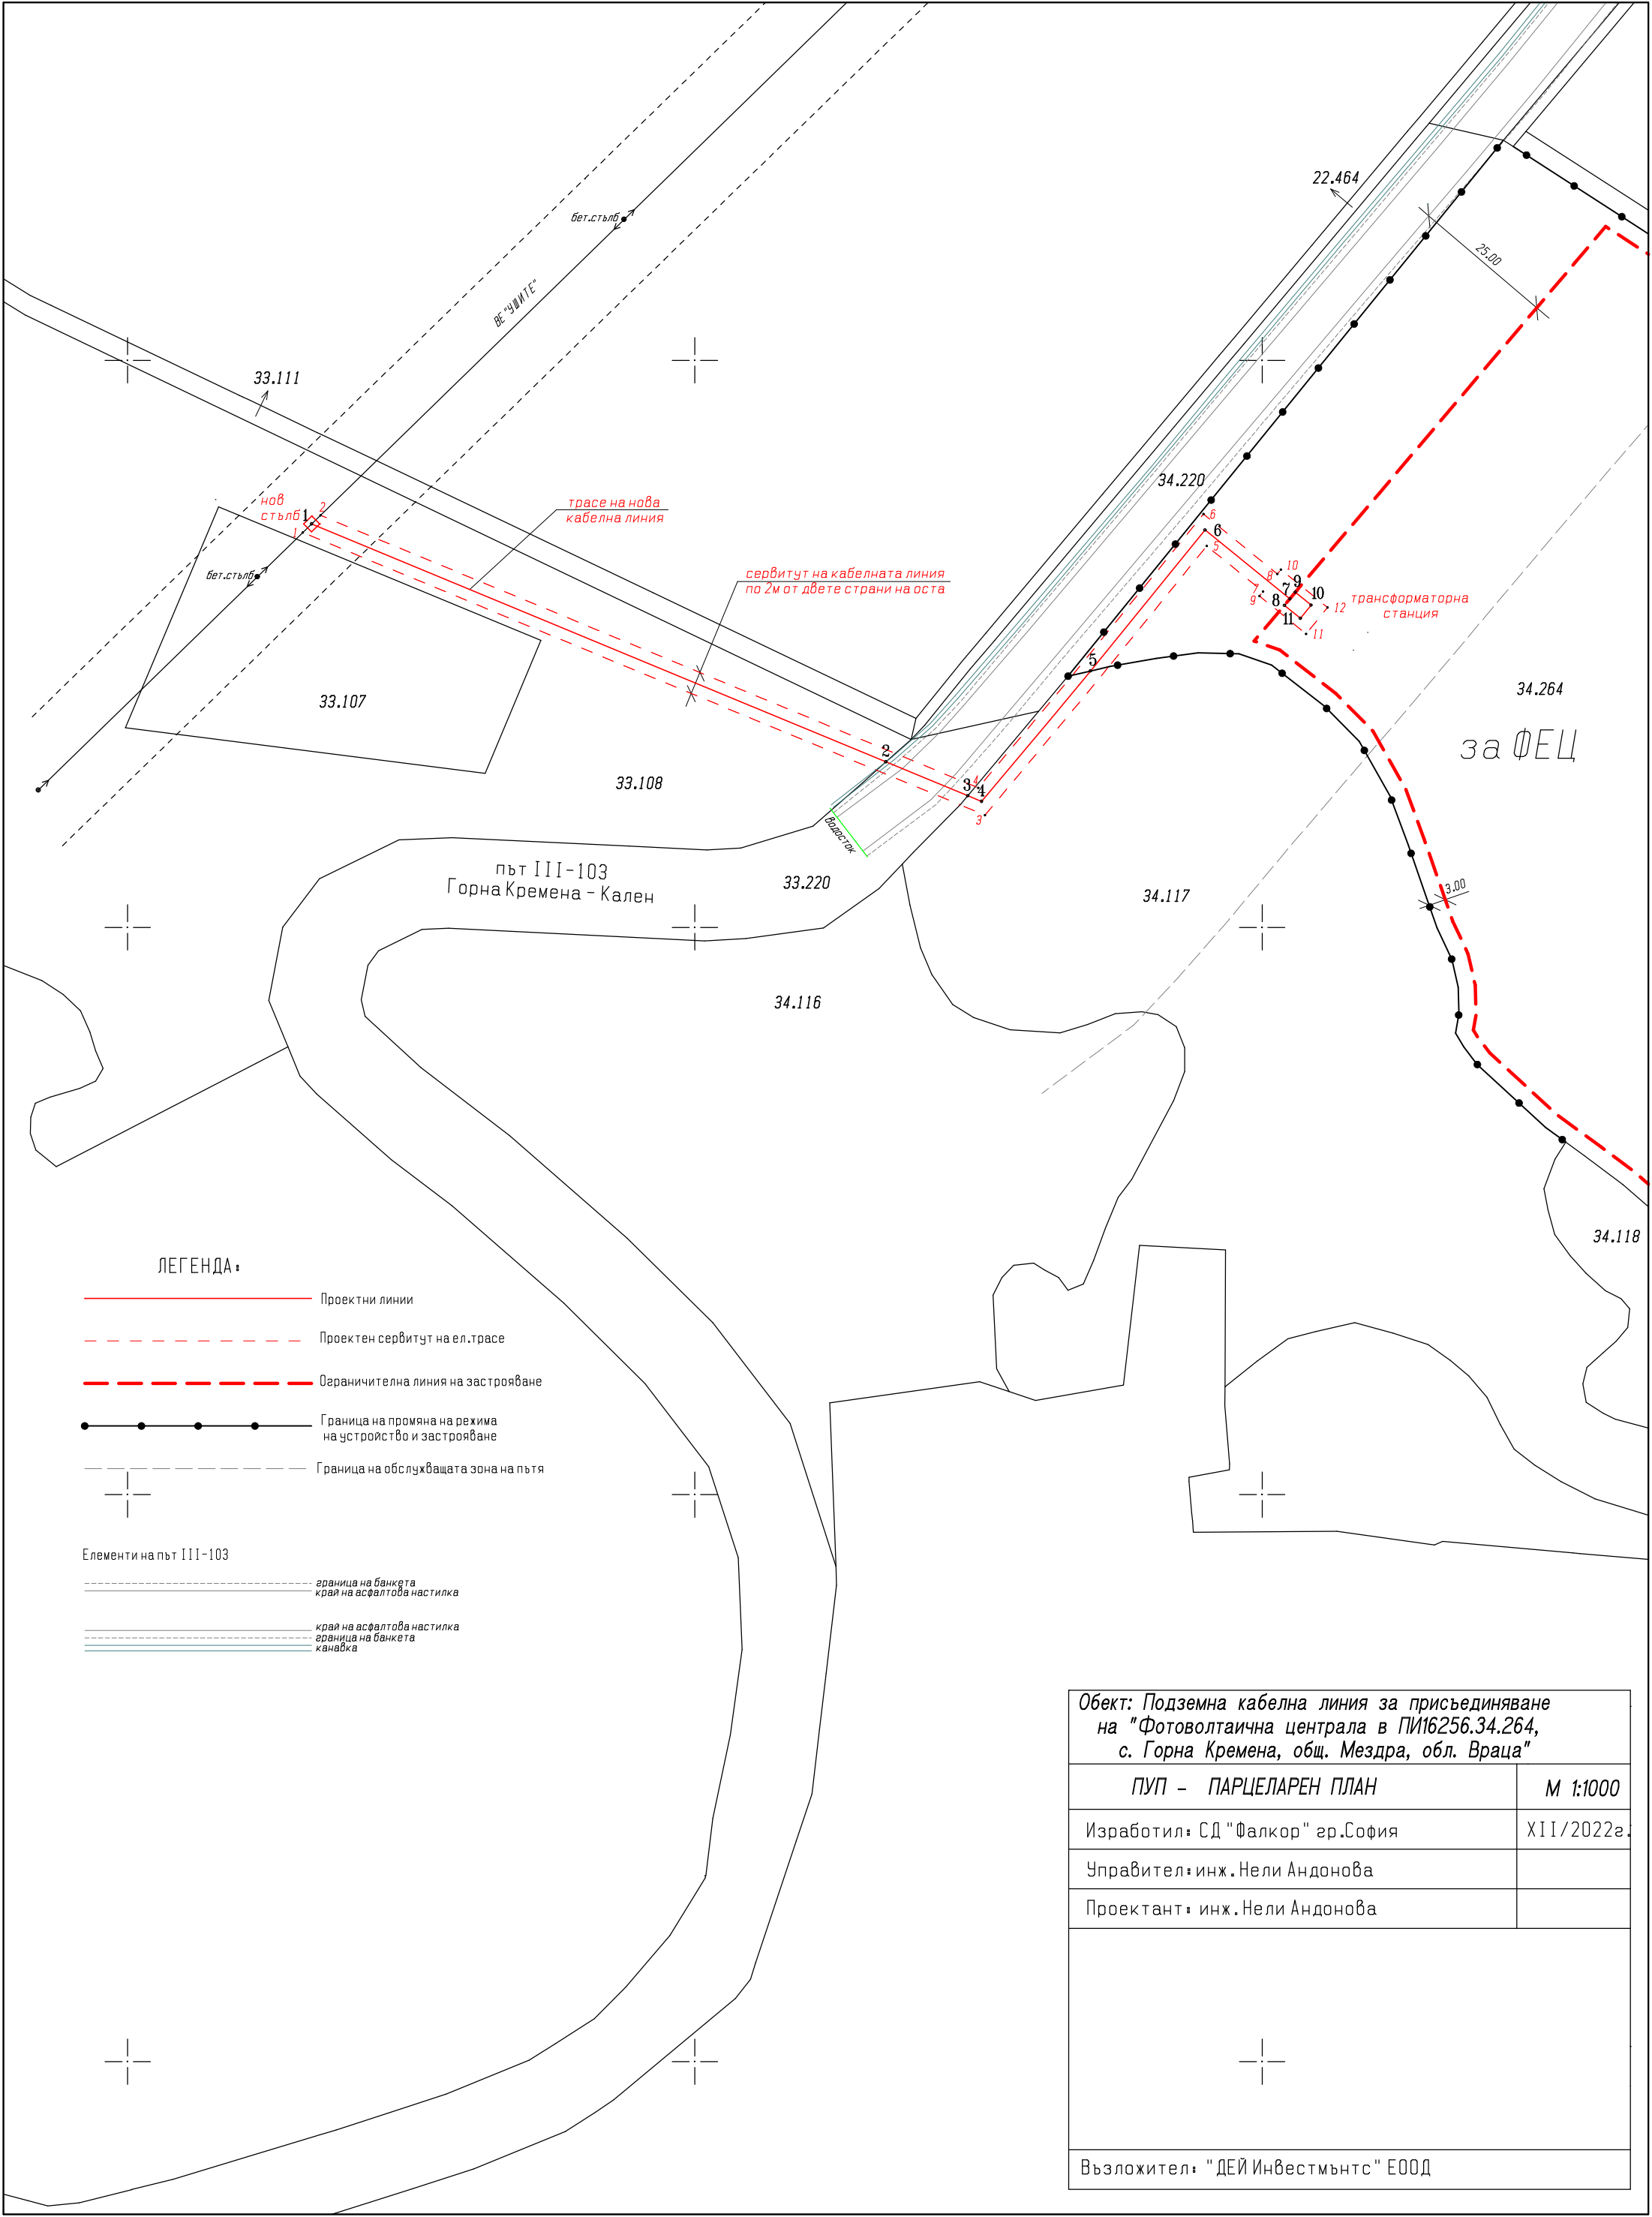 22.464
бет.стълб
25.00
ВЕ "УШИТЕ"
33.111
34.220
нов
стълб
1
2
1
трасе на нова
кабелна линия
6
6
5
бет.стълб
сервитут на кабелната линия
по 2м от двете страни на оста
10
8
9
7
7
9
8
10
12
11
11
трансформаторна
станция
5
34.264
за ФЕЦ
33.107
33.108
2
3
4
4
3
водосток
път III-103
Горна Кремена - Кален
33.220
34.117
3.00
34.116
34.118
ЛЕГЕНДА:
Проектни линии
Проектен сервитут на ел.трасе
Ограничителна линия на застрояване
Граница на промяна на режима
на устройство и застрояване
Граница на обслужващата зона на пътя
Елементи на път III-103
граница на банкета
край на асфалтова настилка
край на асфалтова настилка
граница на банкета
канавка
Обект: Подземна кабелна линия за присъединяване
на "Фотоволтаична централа в ПИ16256.34.264,
с. Горна Кремена, общ. Мездра, обл. Враца"
ПУП - ПАРЦЕЛАРЕН ПЛАН М 1:1000
Изработил: СД "Фалкор" гр.София XII/2022г.
Управител: инж. Нели Андонова
Проектант: инж. Нели Андонова
Възложител: "ДЕЙ Инвестмънтс" ЕООД